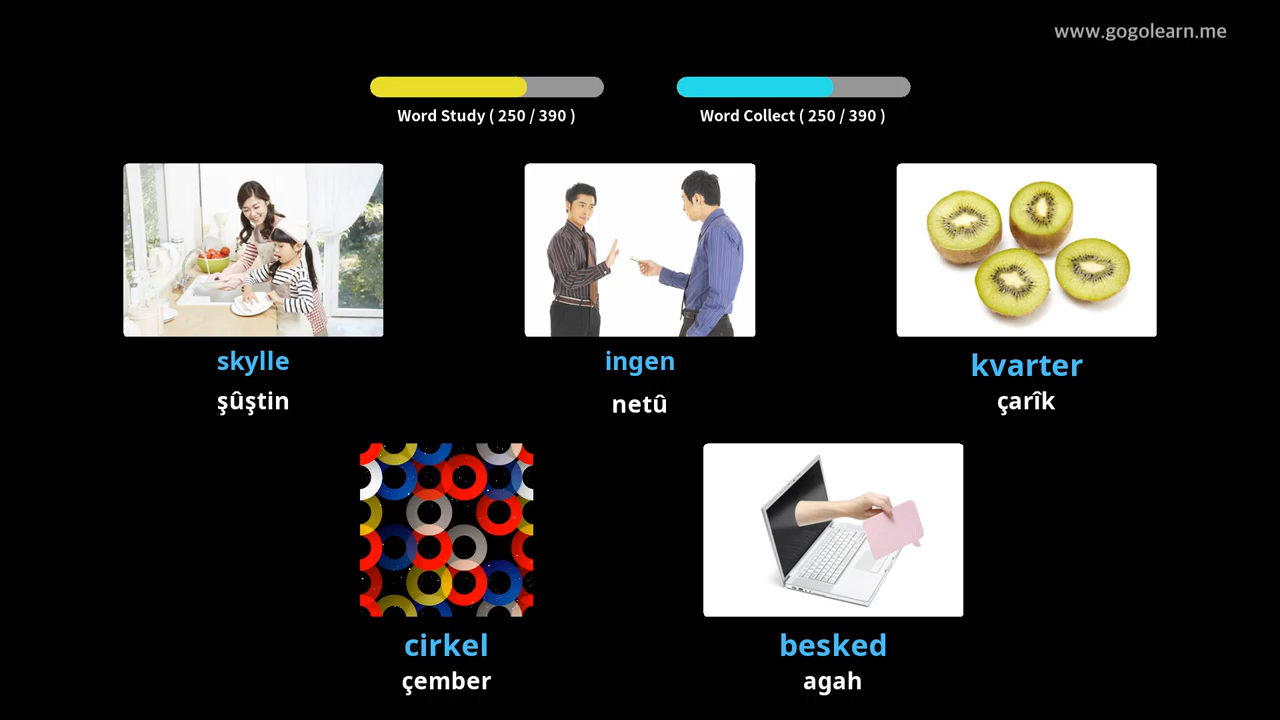 www.gogolearn.me
Word Study ( 250 / 390 )
Word Collect ( 250 / 390 )
skylle
şûştin
ingen
netû
kvarter
çarîk
cirkel
çember
besked
agah